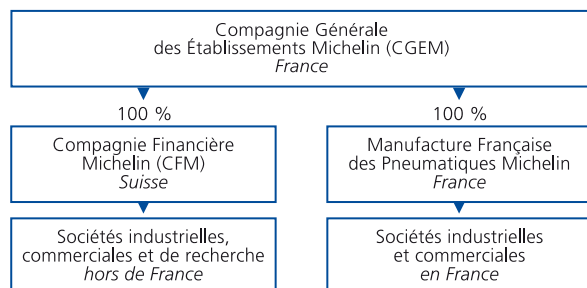 Compagnie Générale
des Établissements Michelin (CGEM)
France
100 %
100 %
Compagnie Financière
Michelin (CFM)
Suisse
Manufacture Française
des Pneumatiques Michelin
France
Sociétés industrielles,
commerciales et de recherche
hors de France
Sociétés industrielles
et commerciales
en France